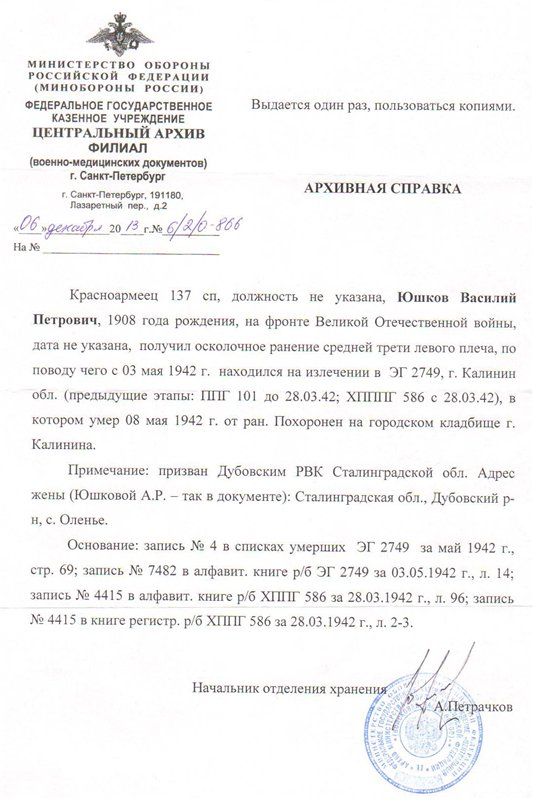 МИНИСТЕРСТВО ОБОРОНЫ
РОССИЙСКОЙ ФЕДЕРАЦИИ
(МИНОБОРОНЫ РОССИИ)
ФЕДЕРАЛЬНОЕ ГОСУДАРСТВЕННОЕ
КАЗЕННОЕ УЧРЕЖДЕНИЕ
ЦЕНТРАЛЬНЫЙ АРХИВ
ФИЛИАЛ
(военно-медицинских документов)
г. Санкт-Петербург
г. Санкт-Петербург, 191180,
Лазаретный пер., д.2
«06» декабря 2013 г.№ 6/2/0-866
На №
Выдается один раз, пользоваться копиями.
АРХИВНАЯ СПРАВКА
Красноармеец 137 сп, должность не указана, Юшков Василий
Петрович, 1908 года рождения, на фронте Великой Отечественной войны,
дата не указана, получил осколочное ранение средней трети левого плеча, по
поводу чего с 03 мая 1942 г. находился на излечении в ЭГ 2749, г. Калинин
обл. (предыдущие этапы: ППГ 101 до 28.03.42; ХПППГ 586 с 28.03.42), в
котором умер 08 мая 1942 г. от ран. Похоронен на городском кладбище г.
Калинина.
Примечание: призван Дубовским РВК Сталинградской обл. Адрес
жены (Юшковой А.Р. – так в документе): Сталинградская обл., Дубовский р-
н, с. Оленье.
Основание: запись № 4 в списках умерших ЭГ 2749 за май 1942 г.,
стр. 69; запись № 7482 в алфавит. книге р/б ЭГ 2749 за 03.05.1942 г., л. 14;
запись № 4415 в алфавит. книге р/б ХППГ 586 за 28.03.1942 г., л. 96; запись
№ 4415 в книге регистр. р/б ХППГ 586 за 28.03.1942 г., л. 2-3.
Начальник отделения хранения
А.Петрачков